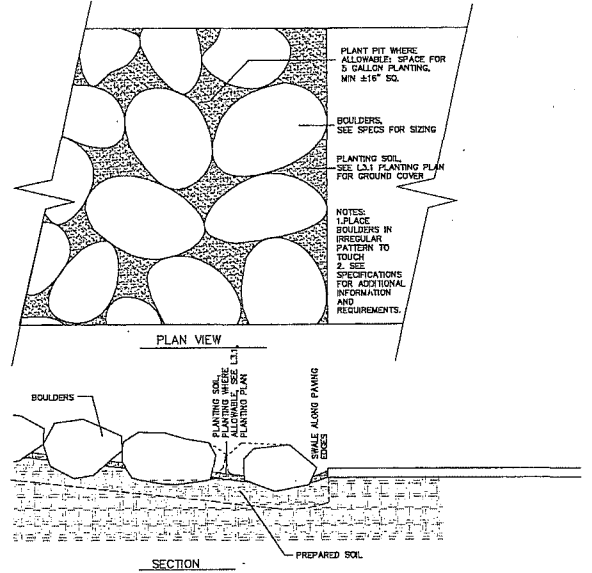 PLANT PIT WHERE
ALLOWABLE: SPACE FOR
5 GALLON PLANTING,
MIN ±16" SQ.
BOULDERS,
SEE SPECS FOR SIZING
PLANTING SOIL,
SEE L3.1 PLANTING PLAN
FOR GROUND COVER
NOTES:
1.PLACE
BOULDERS IN
IRREGULAR
PATTERN TO
TOUCH
2. SEE
SPECIFICATIONS
FOR ADDITIONAL
INFORMATION
AND
REQUIREMENTS.
PLAN VIEW
BOULDERS
PLANTING SOIL,
PLANTING WHERE
ALLOWABLE, SEE L3.1
PLANTING PLAN
SWALE ALONG PAVING
EDGES
PREPARED SOIL
SECTION